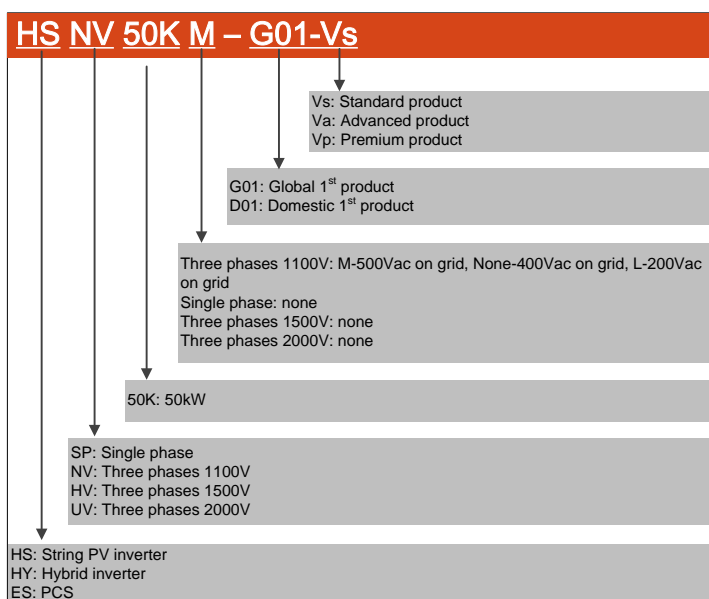 HS NV 50K M – G01-Vs
Vs: Standard product
Va: Advanced product
Vp: Premium product
G01: Global 1st product
D01: Domestic 1st product
Three phases 1100V: M-500Vac on grid, None-400Vac on grid, L-200Vac
on grid
Single phase: none
Three phases 1500V: none
Three phases 2000V: none
50K: 50kW
SP: Single phase
NV: Three phases 1100V
HV: Three phases 1500V
UV: Three phases 2000V
HS: String PV inverter
HY: Hybrid inverter
ES: PCS